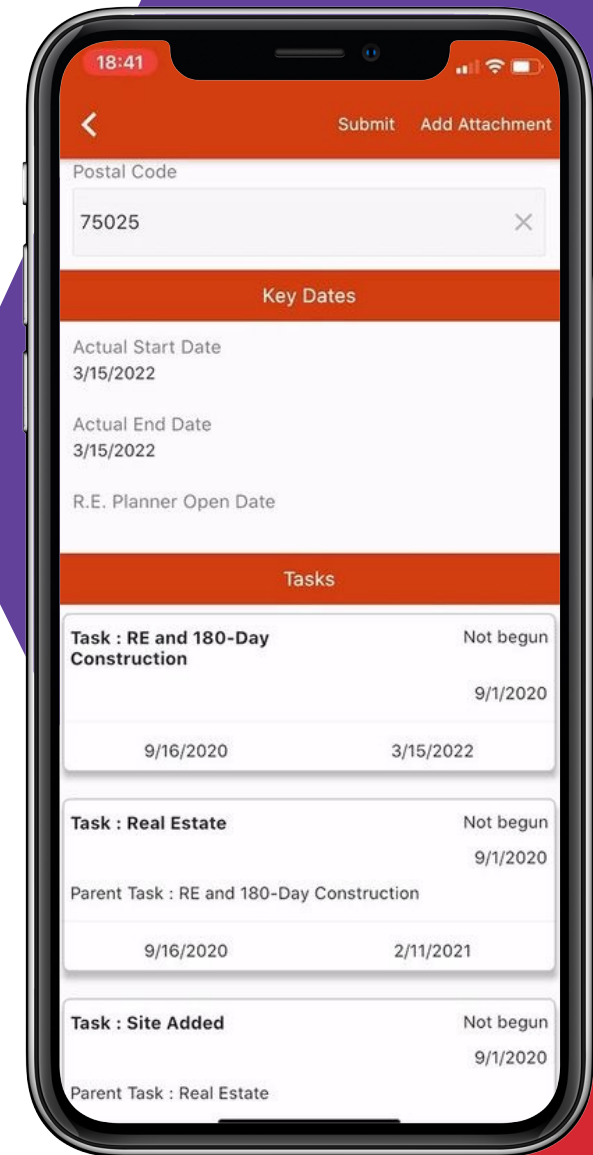 18:41
Submit Add Attachment
Postal Code
75025
Key Dates
Actual Start Date
3/15/2022
Actual End Date
3/15/2022
R.E. Planner Open Date
Tasks
Task : RE and 180-Day Not begun
Construction
9/1/2020
9/16/2020 3/15/2022
Task : Real Estate Not begun
9/1/2020
Parent Task : RE and 180-Day Construction
9/16/2020 2/11/2021
Task : Site Added Not begun
9/1/2020
Parent Task : Real Estate